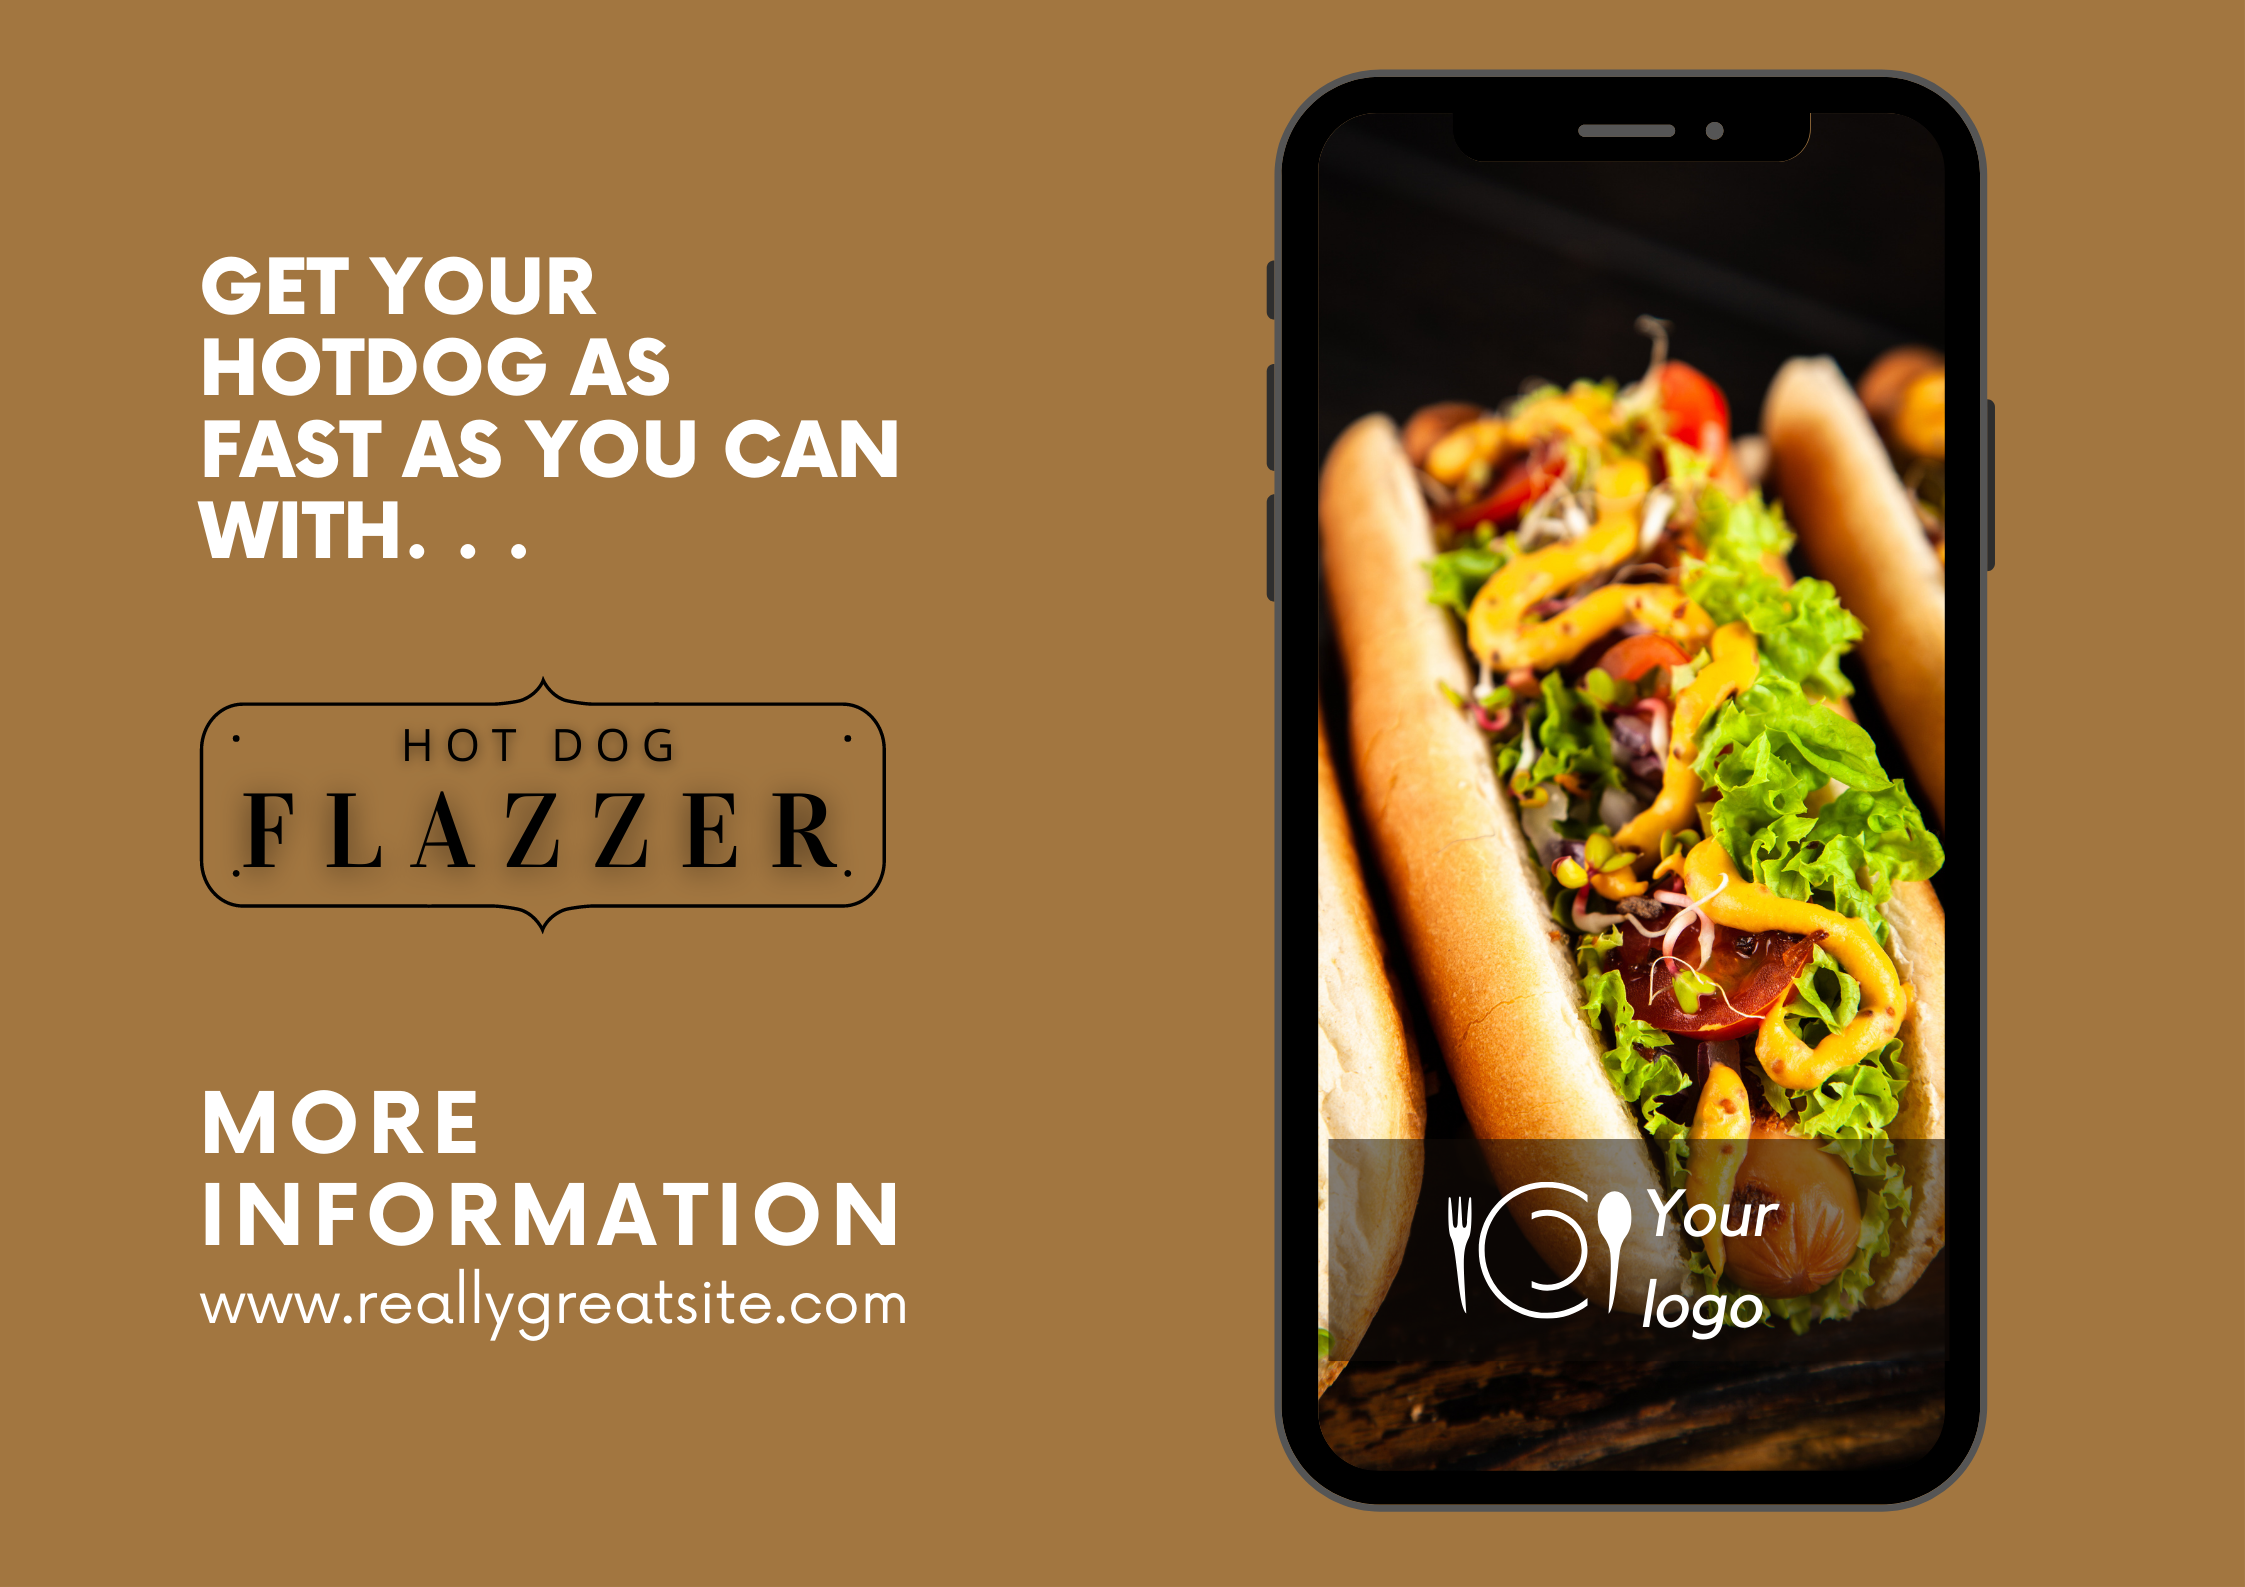 GET YOUR
HOTDOG AS
FAST AS YOU CAN
WITH. . .
HOT DOG
FLAZZER
MORE
INFORMATION
www.reallygreatsite.com
Your
logo